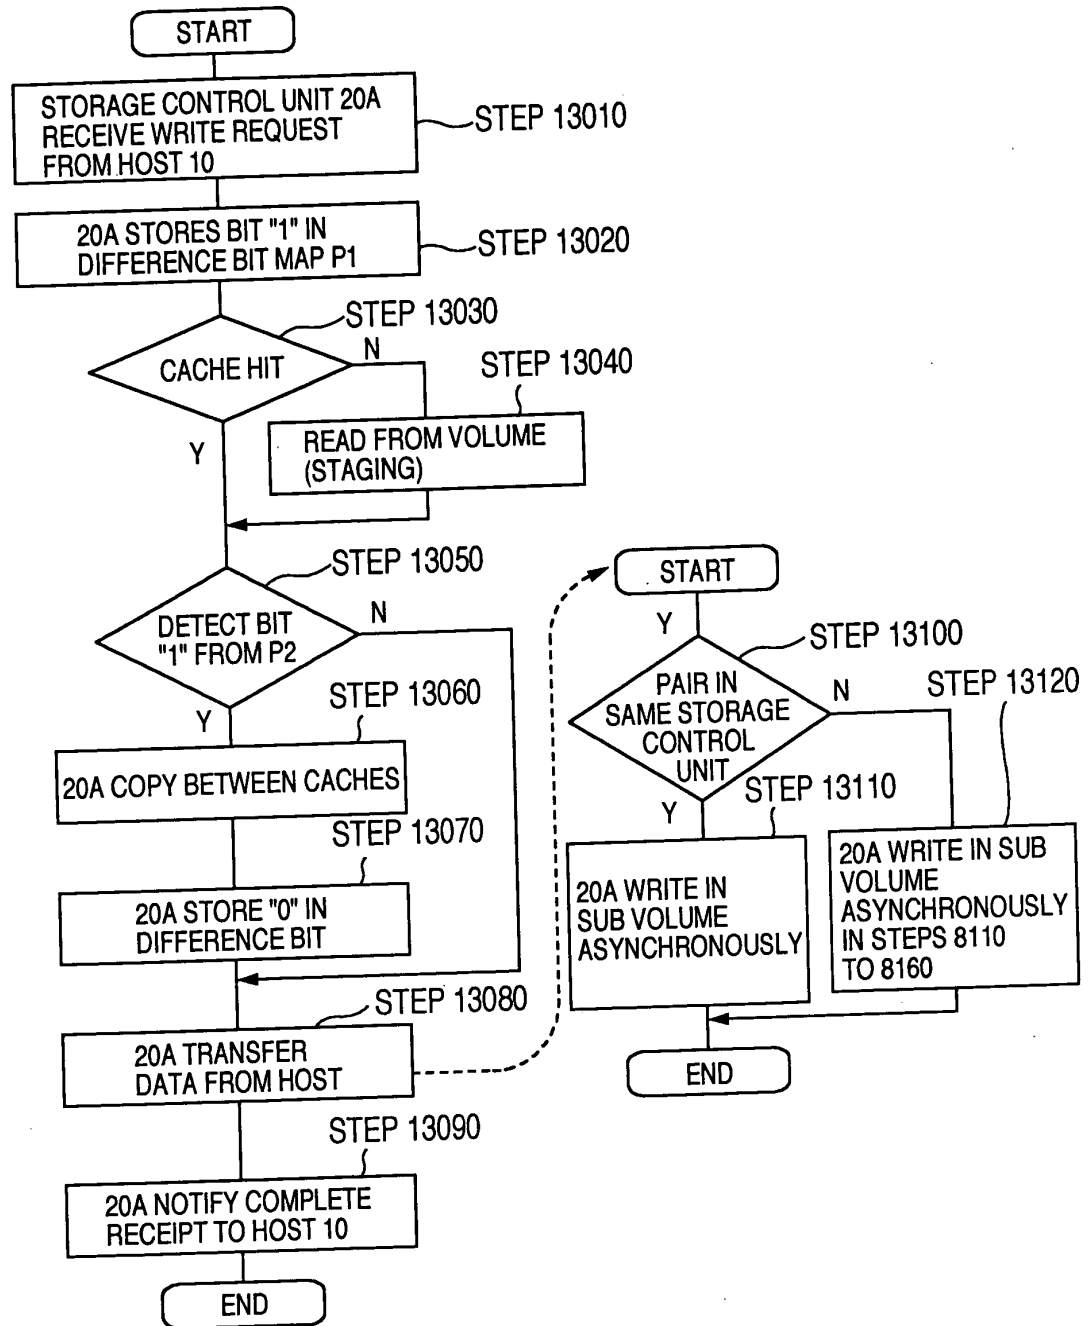 START
STORAGE CONTROL UNIT 20A
RECEIVE WRITE REQUEST
FROM HOST 10
STEP 13010
20A STORES BIT "1" IN
DIFFERENCE BIT MAP P1
STEP 13020
STEP 13030
CACHE HIT
N
Y
STEP 13040
READ FROM VOLUME
(STAGING)
STEP 13050
DETECT BIT
"1" FROM P2
N
Y
STEP 13060
20A COPY BETWEEN CACHES
STEP 13070
20A STORE "0" IN
DIFFERENCE BIT
STEP 13080
20A TRANSFER
DATA FROM HOST
STEP 13090
20A NOTIFY COMPLETE
RECEIPT TO HOST 10
END
START
Y
STEP 13100
PAIR IN
SAME STORAGE
CONTROL
UNIT
N
Y
STEP 13110
20A WRITE IN
SUB VOLUME
ASYNCHRONOUSLY
STEP 13120
20A WRITE IN SUB
VOLUME
ASYNCHRONOUSLY
IN STEPS 8110
TO 8160
END